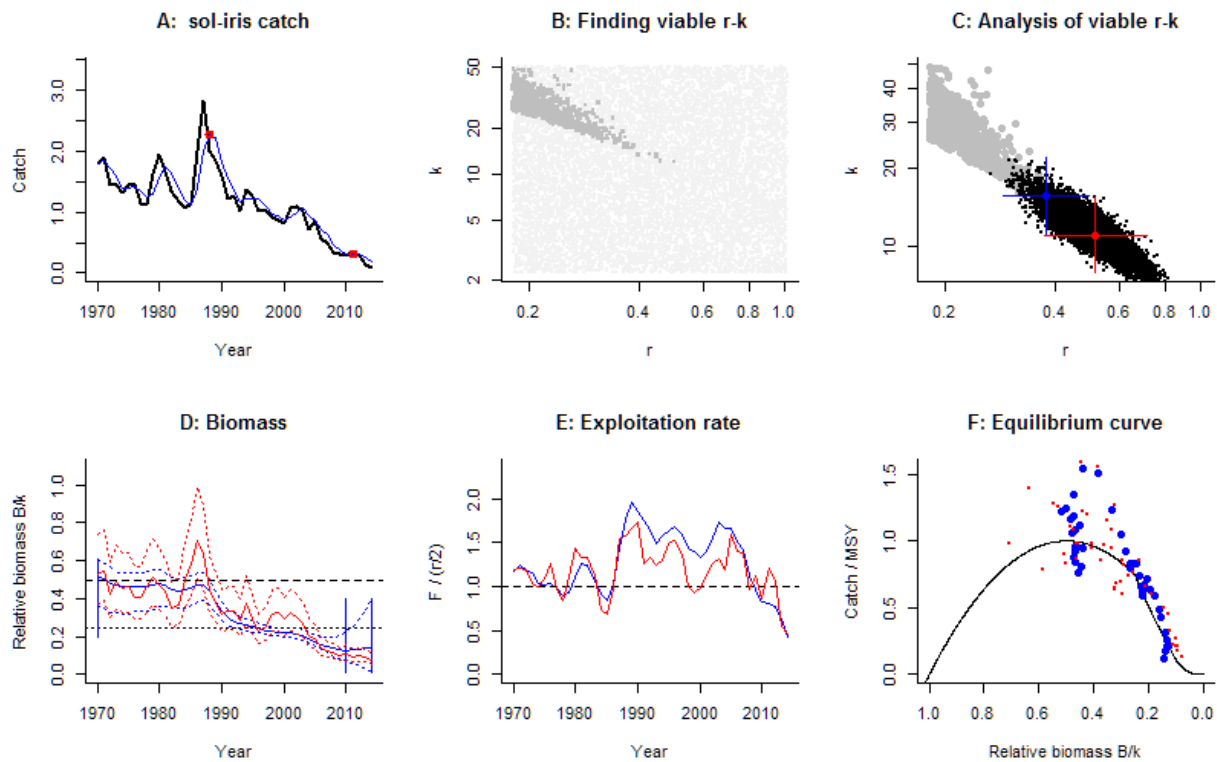 A: sol-iris catch
B: Finding viable r-k
C: Analysis of viable r-k
Catch
0.0 1.0 2.0 3.0
1970 1980 1990 2000 2010
Year
k
2 5 10 20 50
0.2 0.4 0.6 0.8 1.0
r
k
10 20 30 40
0.2 0.4 0.6 0.8 1.0
r
D: Biomass
E: Exploitation rate
F: Equilibrium curve
Relative biomass B/k
0.0 0.2 0.4 0.6 0.8 1.0
1970 1980 1990 2000 2010
Year
F / (r/2)
0.0 0.5 1.0 1.5 2.0
1970 1980 1990 2000 2010
Year
Catch / MSY
0.0 0.5 1.0 1.5
1.0 0.8 0.6 0.4 0.2 0.0
Relative biomass B/k